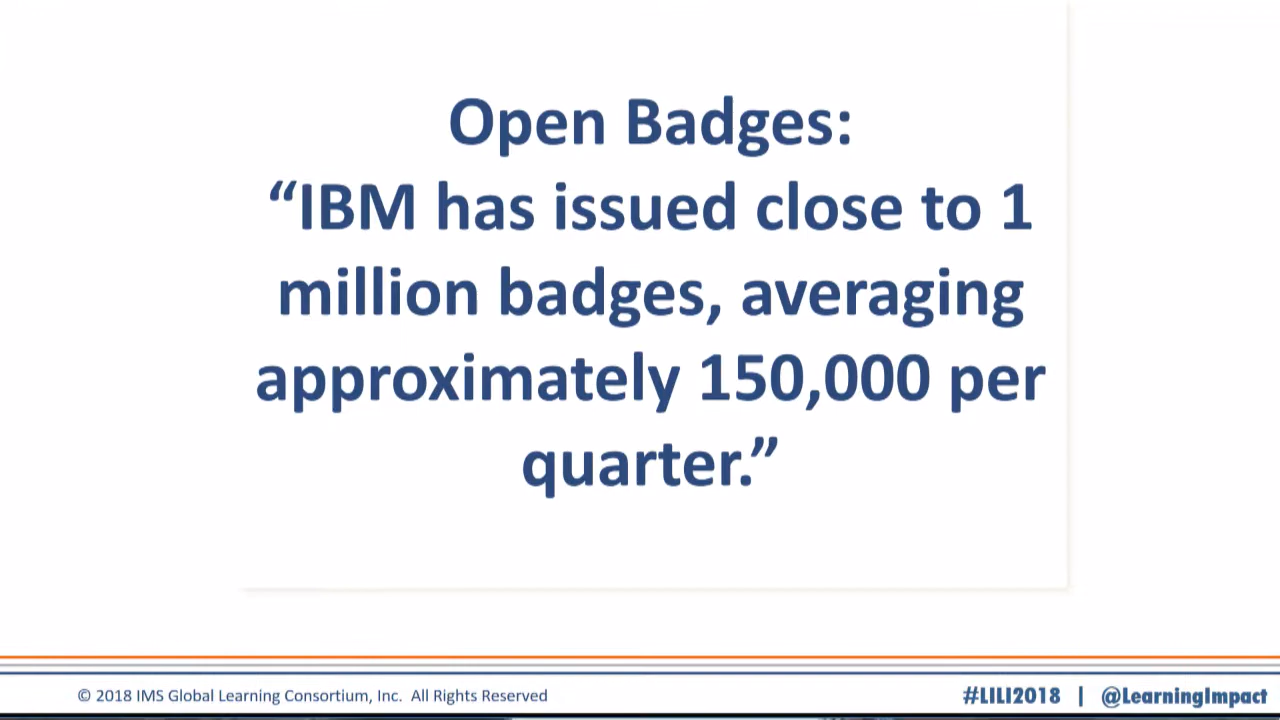 Open Badges:
“IBM has issued close to 1
million badges, averaging
approximately 150,000 per
quarter.”
© 2018 IMS Global Learning Consortium, Inc. All Rights Reserved
#LILI2018 | @LearningImpact